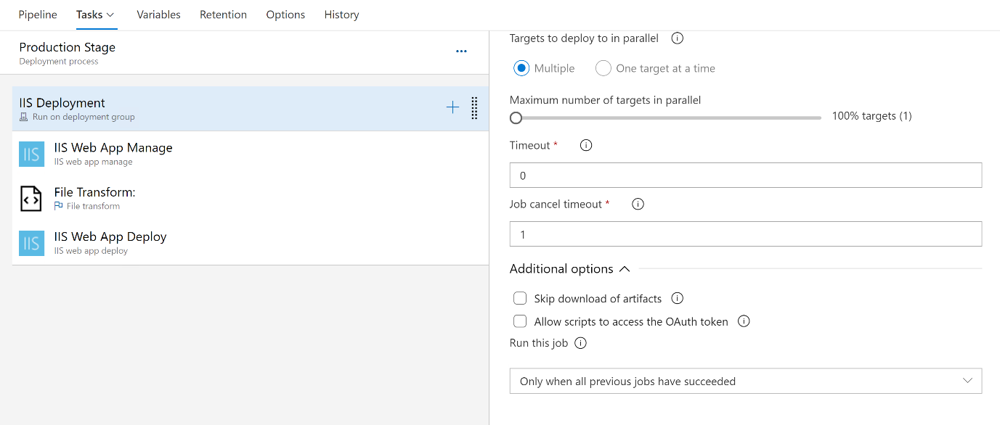 Pipeline Tasks Variables Retention Options History
Production Stage
Deployment process
IIS Deployment
Run on deployment group
IIS IIS Web App Manage
IIS web app manage
File Transform:
File transform
IIS IIS Web App Deploy
IIS web app deploy
Targets to deploy to in parallel
Multiple One target at a time
Maximum number of targets in parallel
100% targets (1)
Timeout *
0
Job cancel timeout *
1
Additional options
Skip download of artifacts
Allow scripts to access the OAuth token
Run this job
Only when all previous jobs have succeeded